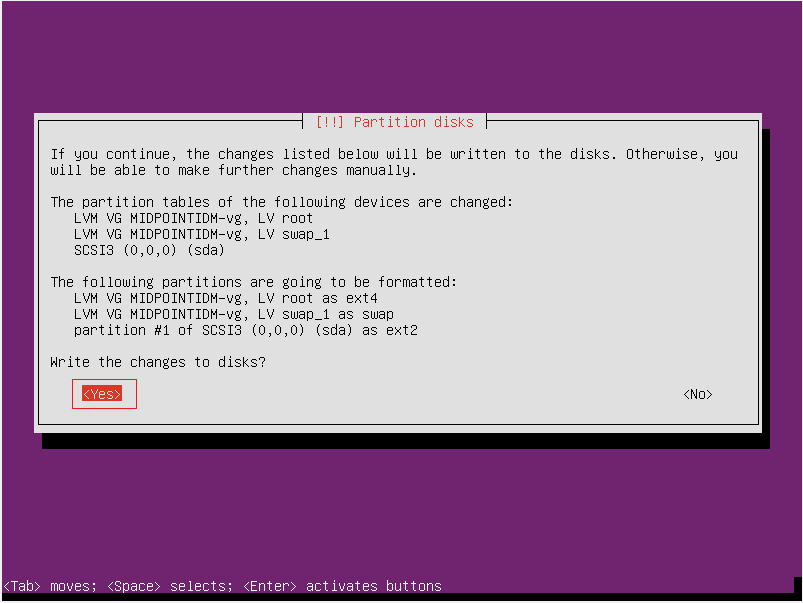 [!!] Partition disks
If you continue, the changes listed below will be written to the disks. Otherwise, you
will be able to make further changes manually.
The partition tables of the following devices are changed:
LVM VG MIDPOINTIDM-vg, LV root
LVM VG MIDPOINTIDM-vg, LV swap_1
SCSI3 (0,0,0) (sda)
The following partitions are going to be formatted:
LVM VG MIDPOINTIDM-vg, LV root as ext4
LVM VG MIDPOINTIDM-vg, LV swap_1 as swap
partition #1 of SCSI3 (0,0,0) (sda) as ext2
Write the changes to disks?
<Yes> <No>
<Tab> moves; <Space> selects; <Enter> activates buttons